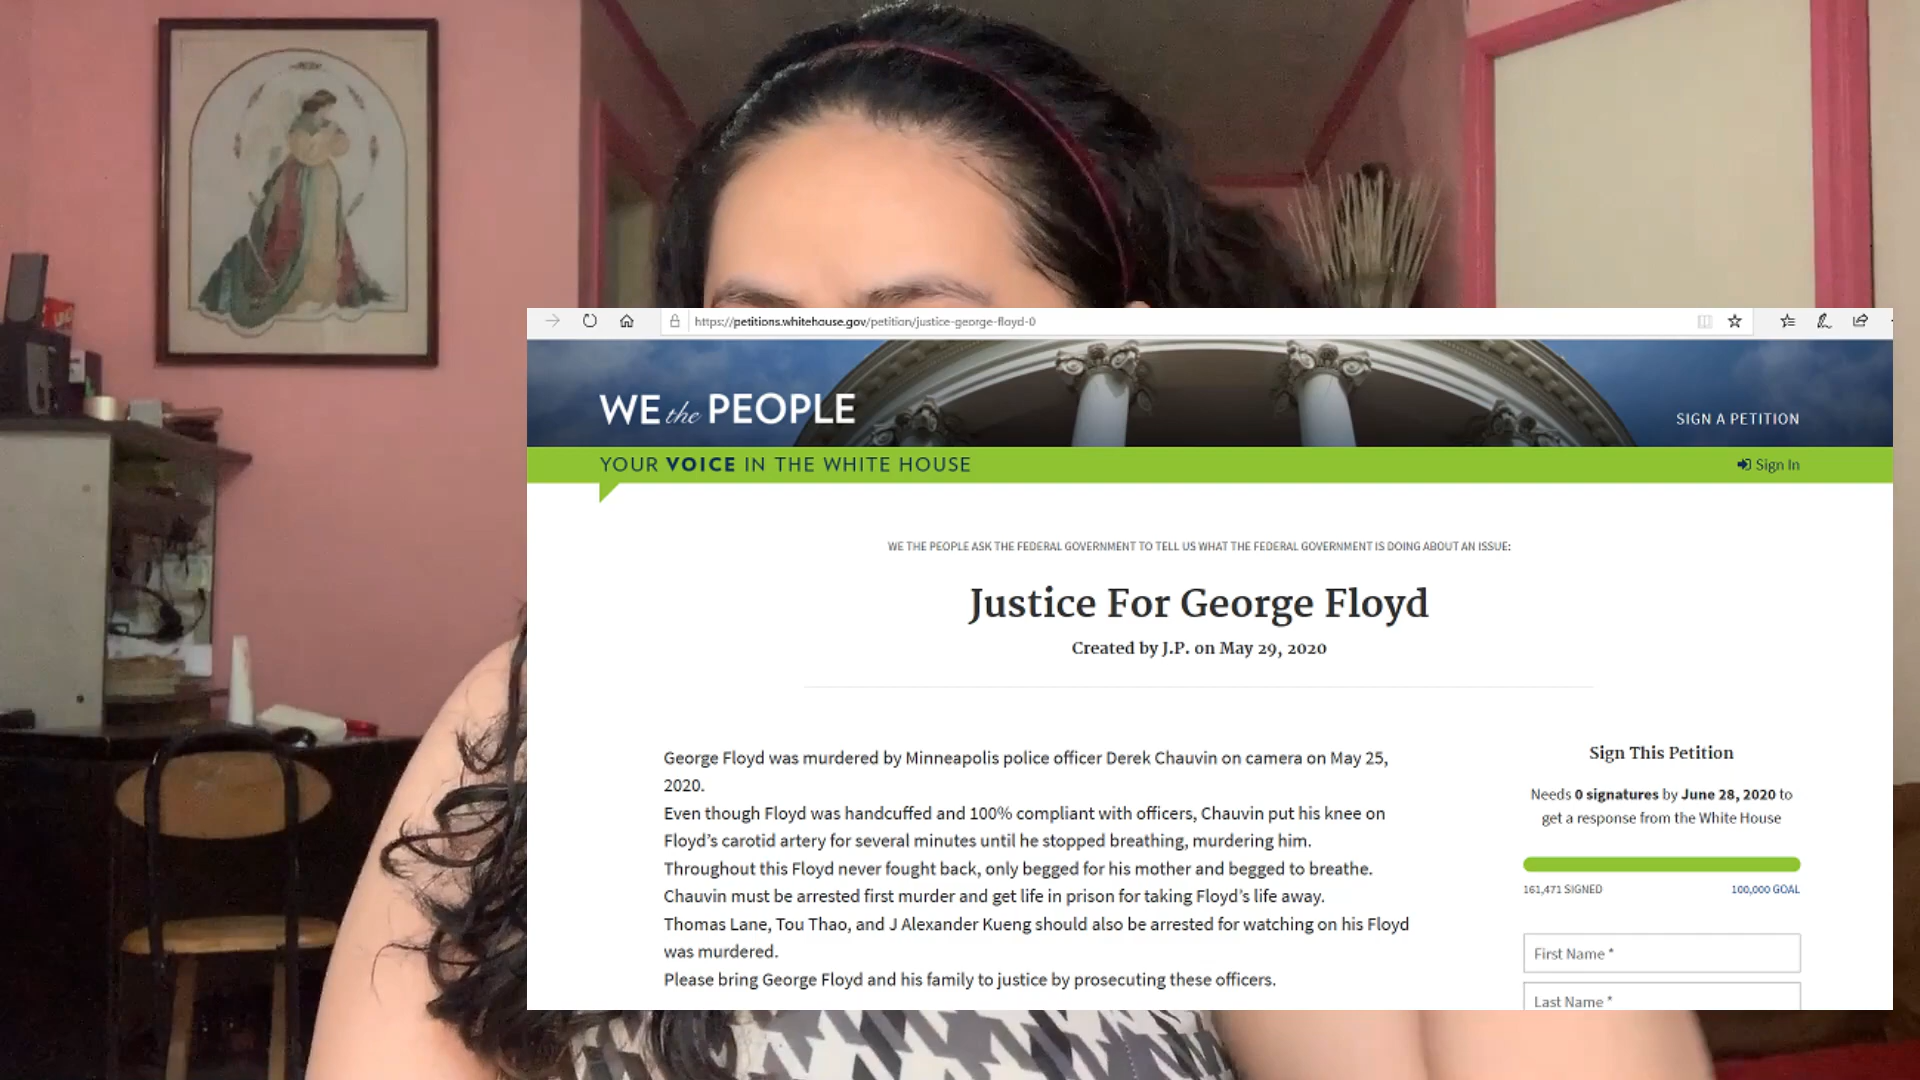 https://petitions.whitehouse.gov/petition/justice-george-floyd-0
WE the PEOPLE
SIGN A PETITION
YOUR VOICE IN THE WHITE HOUSE
Sign In
WE THE PEOPLE ASK THE FEDERAL GOVERNMENT TO TELL US WHAT THE FEDERAL GOVERNMENT IS DOING ABOUT AN ISSUE:
Justice For George Floyd
Created by J.P. on May 29, 2020
George Floyd was murdered by Minneapolis police officer Derek Chauvin on camera on May 25,
2020.
Even though Floyd was handcuffed and 100% compliant with officers, Chauvin put his knee on
Floyd's carotid artery for several minutes until he stopped breathing, murdering him.
Throughout this Floyd never fought back, only begged for his mother and begged to breathe.
Chauvin must be arrested first murder and get life in prison for taking Floyd's life away.
Thomas Lane, Tou Thao, and J Alexander Kueng should also be arrested for watching on his Floyd
was murdered.
Please bring George Floyd and his family to justice by prosecuting these officers.
Sign This Petition
Needs 0 signatures by June 28, 2020 to
get a response from the White House
161,471 SIGNED
100,000 GOAL
First Name *
Last Name *